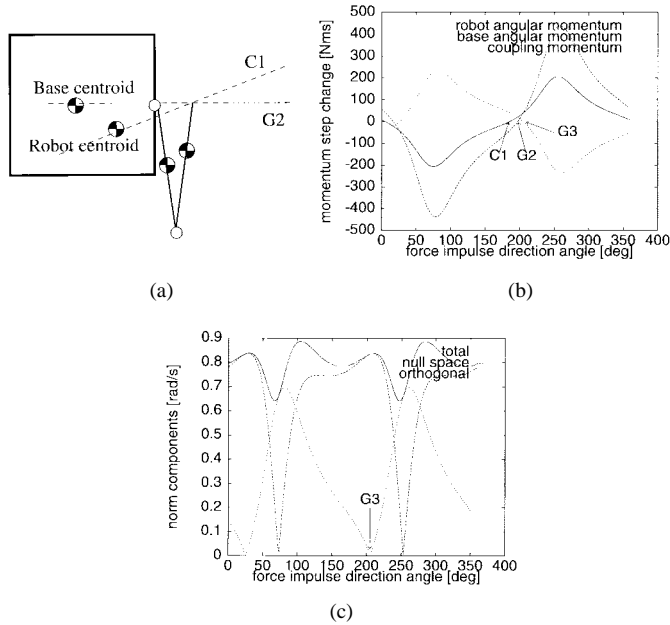 C1
Base centroid
G2
Robot centroid
(a)
momentum step change [Nms]
500
400
300
200
100
0
-100
-200
-300
-400
-500
robot angular momentum
base angular momentum
coupling momentum
G3
C1 G2
0 50 100 150 200 250 300 350 400
force impulse direction angle [deg]
(b)
norm components [rad/s]
0.9
0.8
0.7
0.6
0.5
0.4
0.3
0.2
0.1
0
total
null space
orthogonal
G3
0 50 100 150 200 250 300 350 400
force impulse direction angle [deg]
(c)